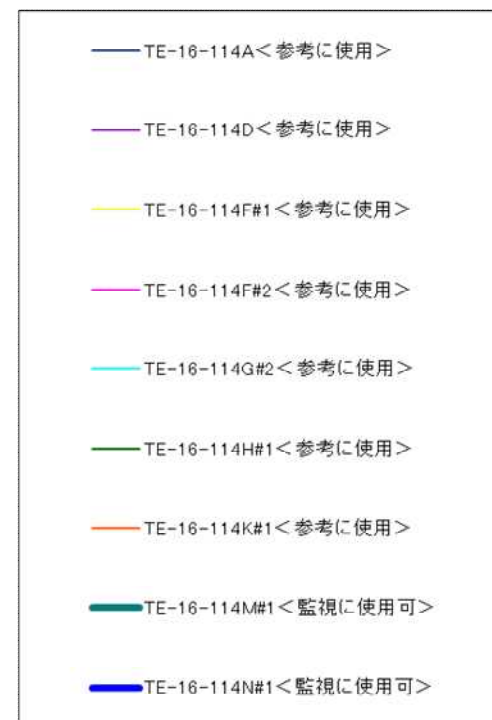 TE-16-114A＜参考に使用＞
TE-16-114D＜参考に使用＞
TE-16-114F#1＜参考に使用＞
TE-16-114F#2＜参考に使用＞
TE-16-114G#2＜参考に使用＞
TE-16-114H#1＜参考に使用＞
TE-16-114K#1＜参考に使用＞
TE-16-114M#1＜監視に使用可＞
TE-16-114N#1＜監視に使用可＞